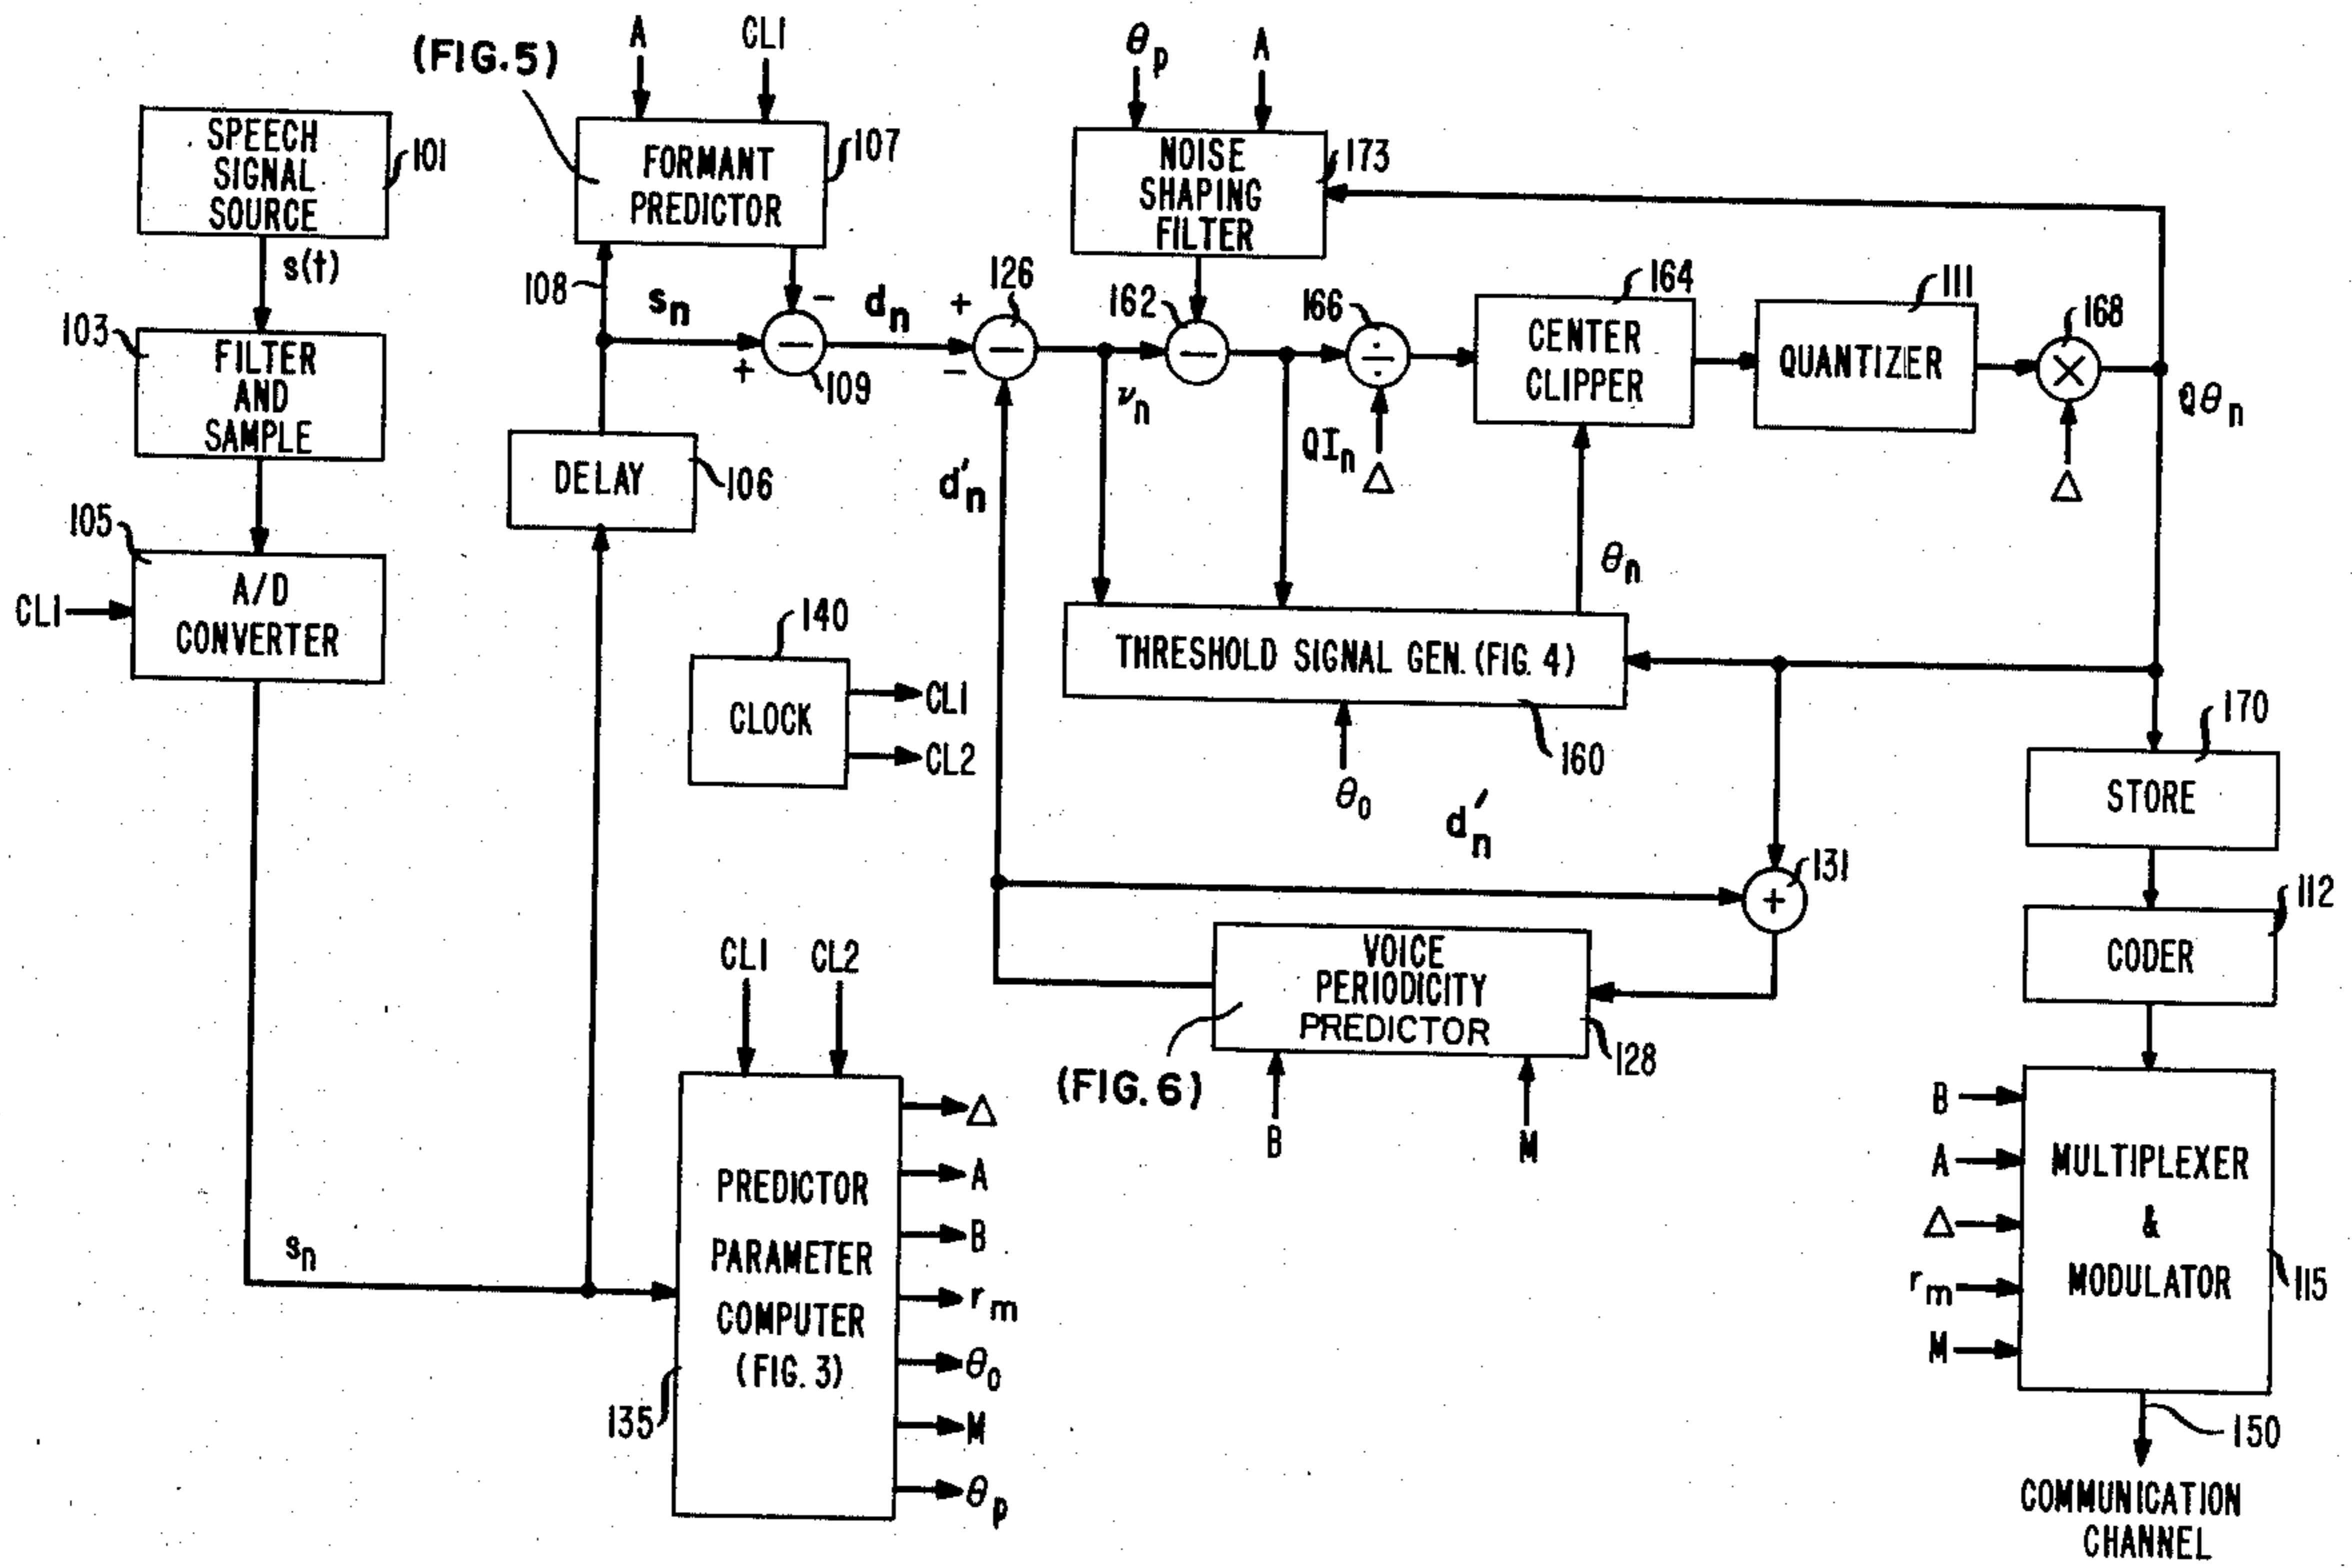 (FIG.5)
A
CL1
θp
A
SPEECH
SIGNAL
SOURCE
101
s(t)
FORMANT
PREDICTOR
107
NOISE
SHAPING
FILTER
173
103
FILTER
AND
SAMPLE
108
sn
+
−
−
109
dn
+
−
126
−
νn
d′n
162
−
166
÷
QIn
Δ
164
CENTER
CLIPPER
111
QUANTIZER
168
×
Δ
Qθn
DELAY
106
105
CL1
A/D
CONVERTER
140
CLOCK
CL1
CL2
θn
THRESHOLD SIGNAL GEN. (FIG. 4)
160
θ0
d′n
131
+
170
STORE
112
CODER
VOICE
PERIODICITY
PREDICTOR
128
(FIG. 6)
B
M
CL1
CL2
sn
PREDICTOR
PARAMETER
COMPUTER
(FIG. 3)
135
Δ
A
B
rm
θ0
M
θp
B
A
Δ
rm
M
MULTIPLEXER
&
MODULATOR
115
150
COMMUNICATION
CHANNEL